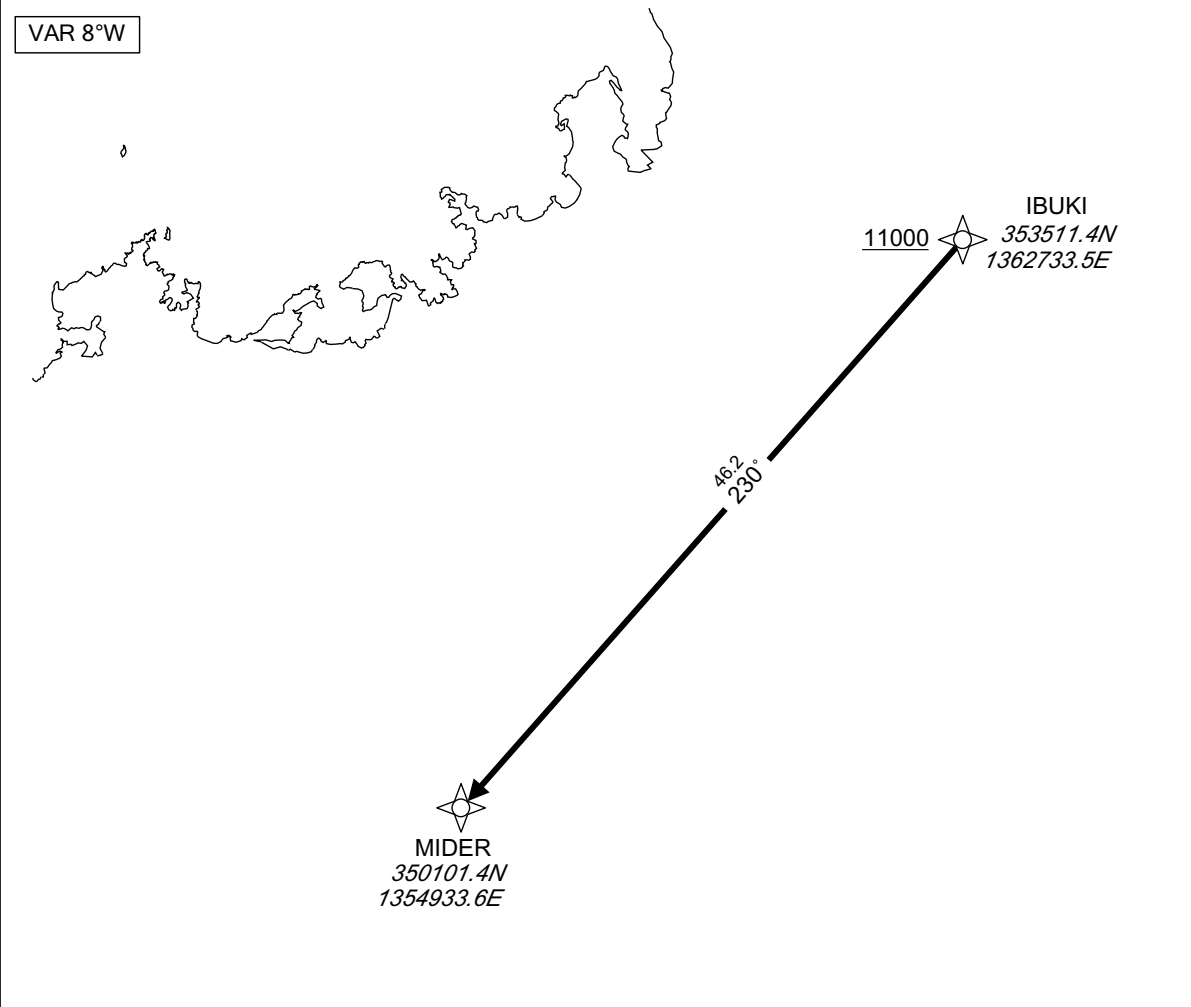 VAR 8°W
IBUKI
11000
353511.4N
1362733.5E
46.2
230°
MIDER
350101.4N
1354933.6E